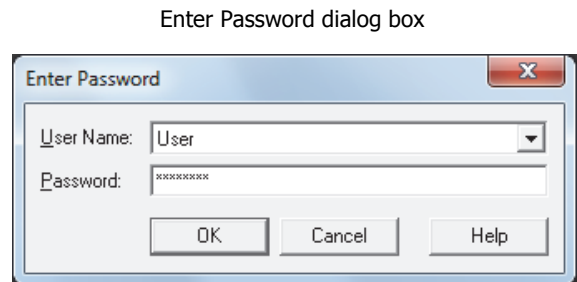 Enter Password dialog box
Enter Password
User Name: User
Password: ********
OK Cancel Help